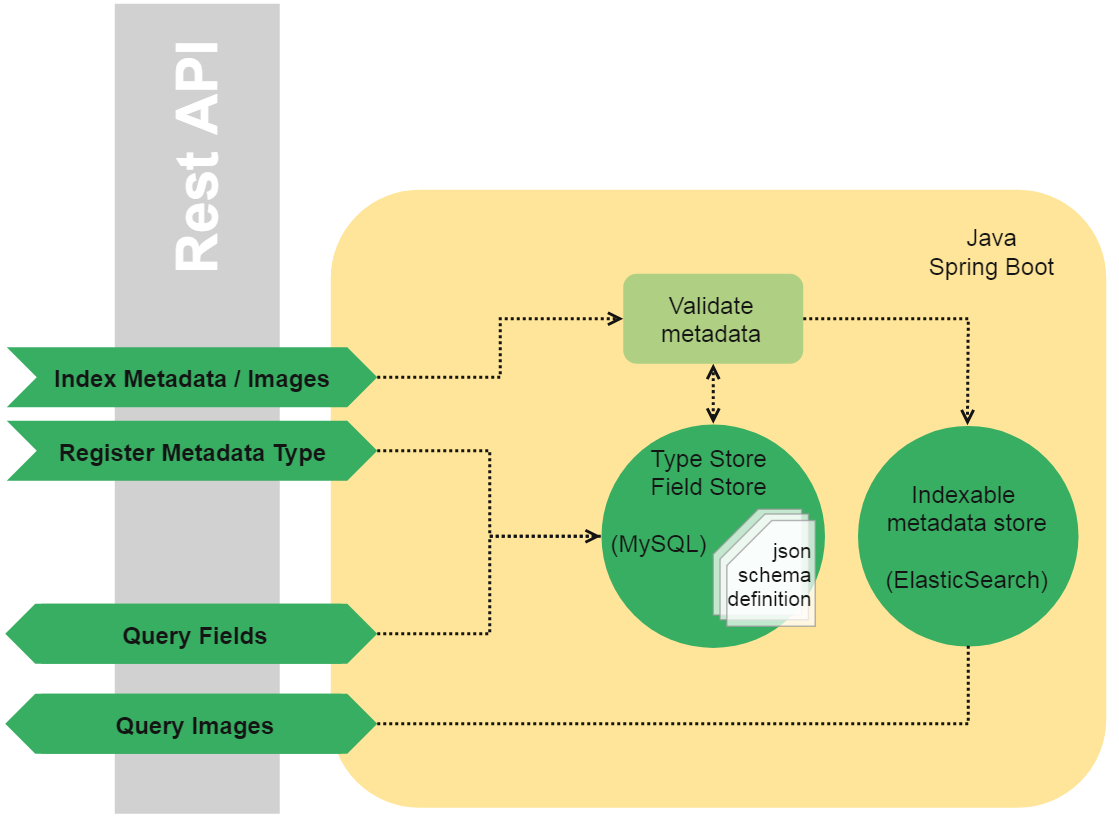 Rest API
Java
Spring Boot
Validate
metadata
Index Metadata / Images
Register Metadata Type
Type Store
Field Store
(MySQL)
json
schema
definition
Indexable
metadata store
(ElasticSearch)
Query Fields
Query Images